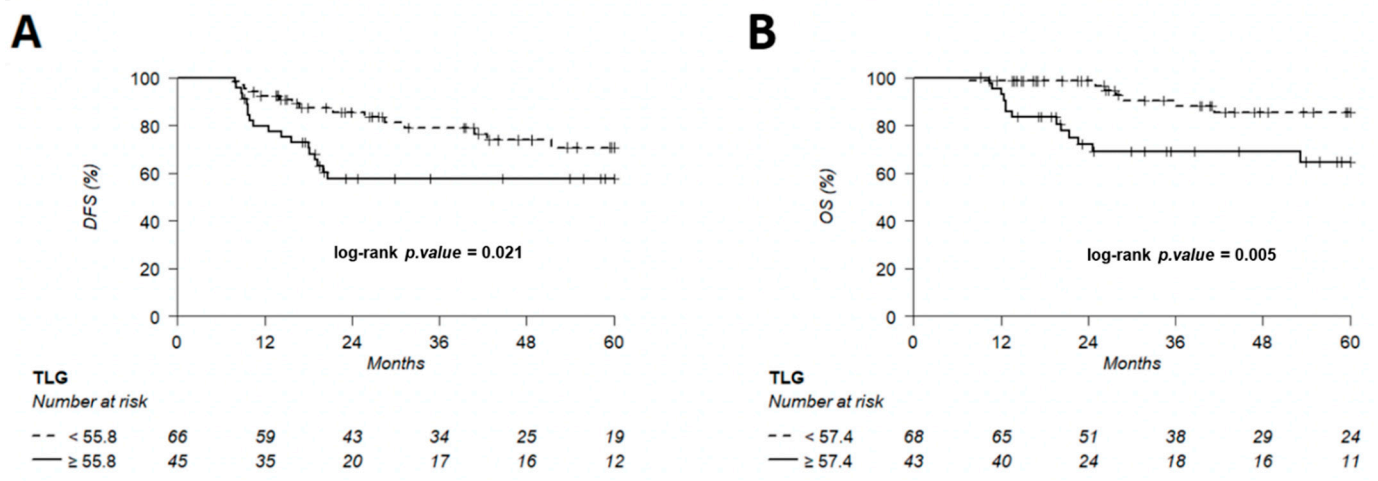 A
DFS (%)
100
80
60
40
20
0
log-rank p.value = 0.021
0 12 24 36 48 60
Months
TLG
Number at risk
< 55.8 66 59 43 34 25 19
≥ 55.8 45 35 20 17 16 12
B
OS (%)
100
80
60
40
20
0
log-rank p.value = 0.005
0 12 24 36 48 60
Months
TLG
Number at risk
< 57.4 68 65 51 38 29 24
≥ 57.4 43 40 24 18 16 11